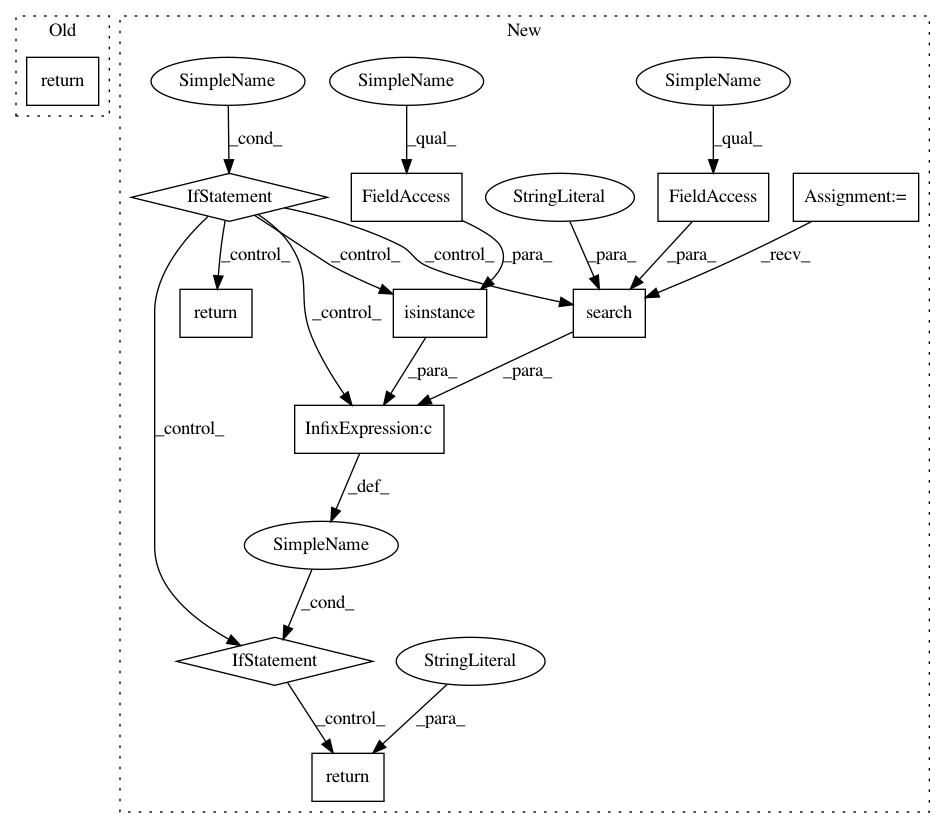 Old
New
return
SimpleName
SimpleName
SimpleName
_cond_
_qual_
_qual_
IfStatement
FieldAccess
StringLiteral
FieldAccess
Assignment:=
_control_
_control_
_control_
_para_
_para_
_para_
_recv_
return
_control_
isinstance
search
_para_
_para_
_control_
InfixExpression:c
_def_
SimpleName
_cond_
IfStatement
StringLiteral
_control_
_para_
return